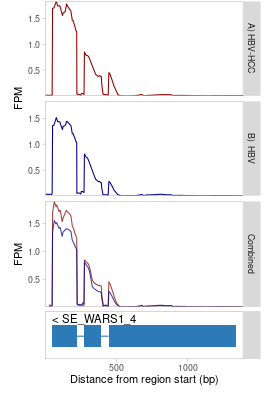 1.5
1.0
0.5
FPM
A) HBV-HCC
1.5
1.0
0.5
B) HBV
1.5
1.0
0.5
FPM
Combined
< SE_WARS1_4
500 1000
Distance from region start (bp)